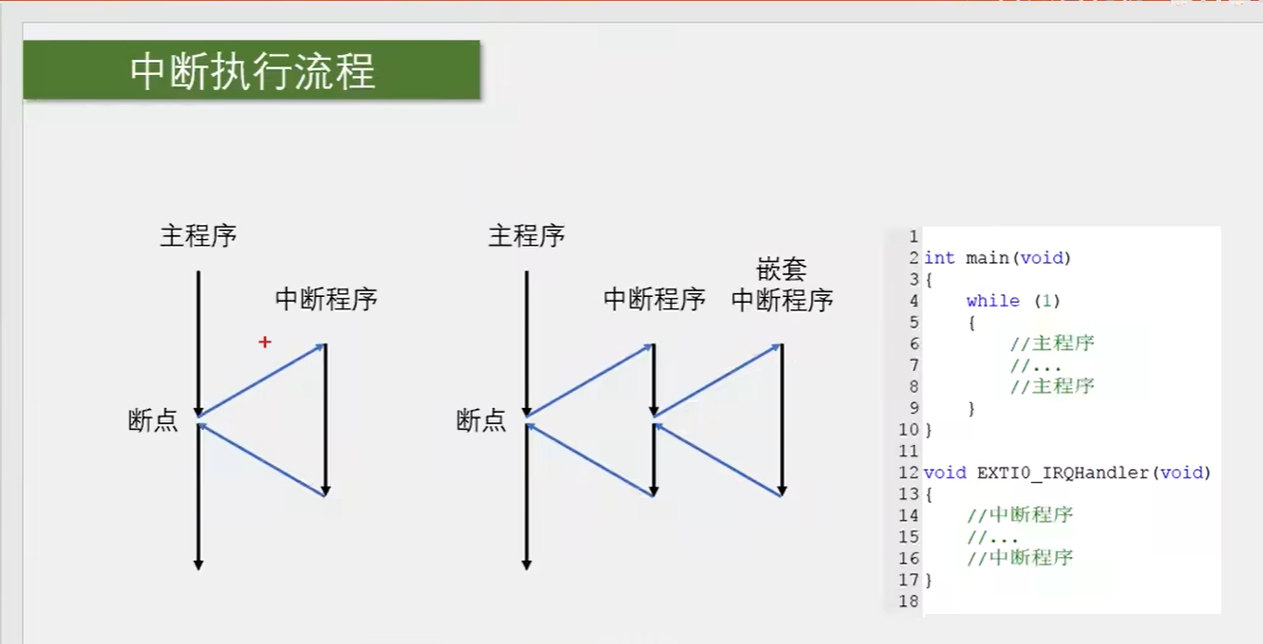 中断执行流程
主程序
中断程序
断点
主程序
中断程序
嵌套
中断程序
断点
1
2 int main(void)
3 {
4     while (1)
5     {
6         //主程序
7         //...
8         //主程序
9     }
10 }
11
12 void EXTI0_IRQHandler(void)
13 {
14     //中断程序
15     //...
16     //中断程序
17 }
18